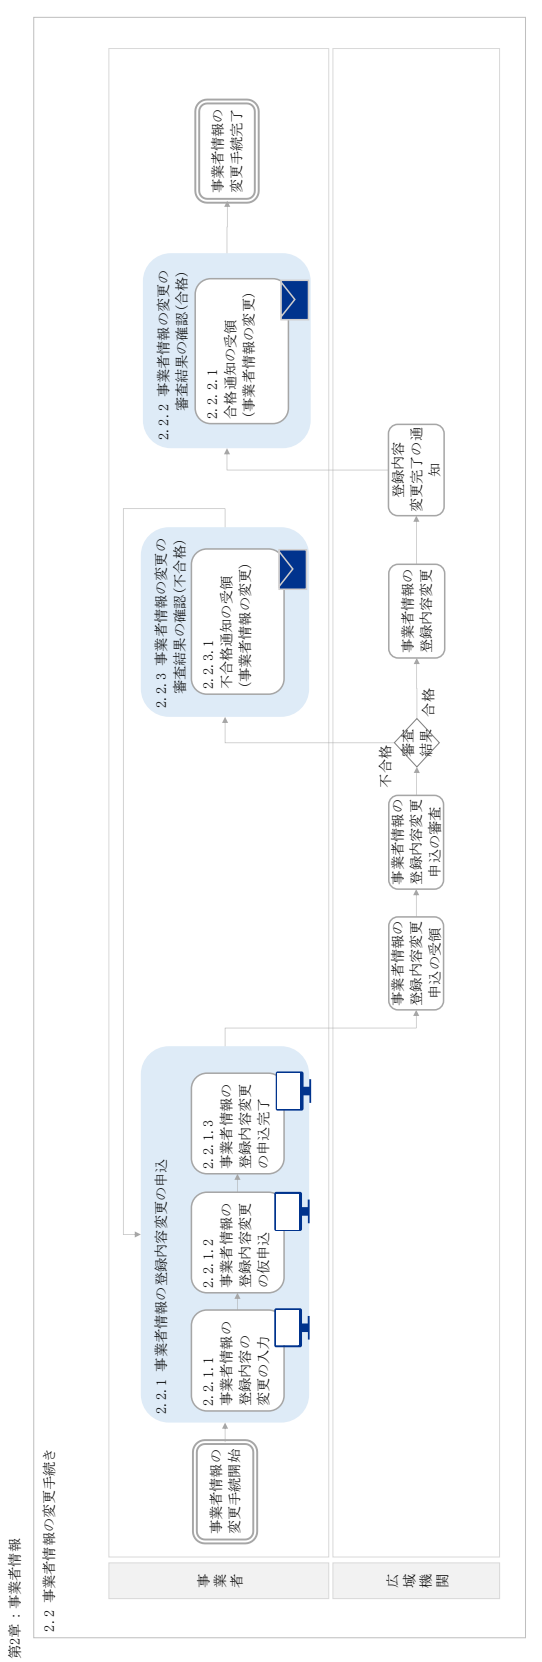 第2章：事業者情報
2.2 事業者情報の変更手続き
事業者
事業者情報の
変更手続開始
2.2.1 事業者情報の登録内容変更の申込
2.2.1.1
事業者情報の
登録内容の
変更の入力
2.2.1.2
事業者情報の
登録内容変更
の仮申込
2.2.1.3
事業者情報の
登録内容変更
の申込完了
2.2.3 事業者情報の変更の
審査結果の確認(不合格)
2.2.3.1
不合格通知の受領
(事業者情報の変更)
2.2.2 事業者情報の変更の
審査結果の確認(合格)
2.2.2.1
合格通知の受領
(事業者情報の変更)
事業者情報の
変更手続完了
広域機関
事業者情報の
登録内容変更
申込の受領
事業者情報の
登録内容変更
申込の審査
審査
結果
不合格
合格
事業者情報の
登録内容変更
登録内容
変更完了の通
知